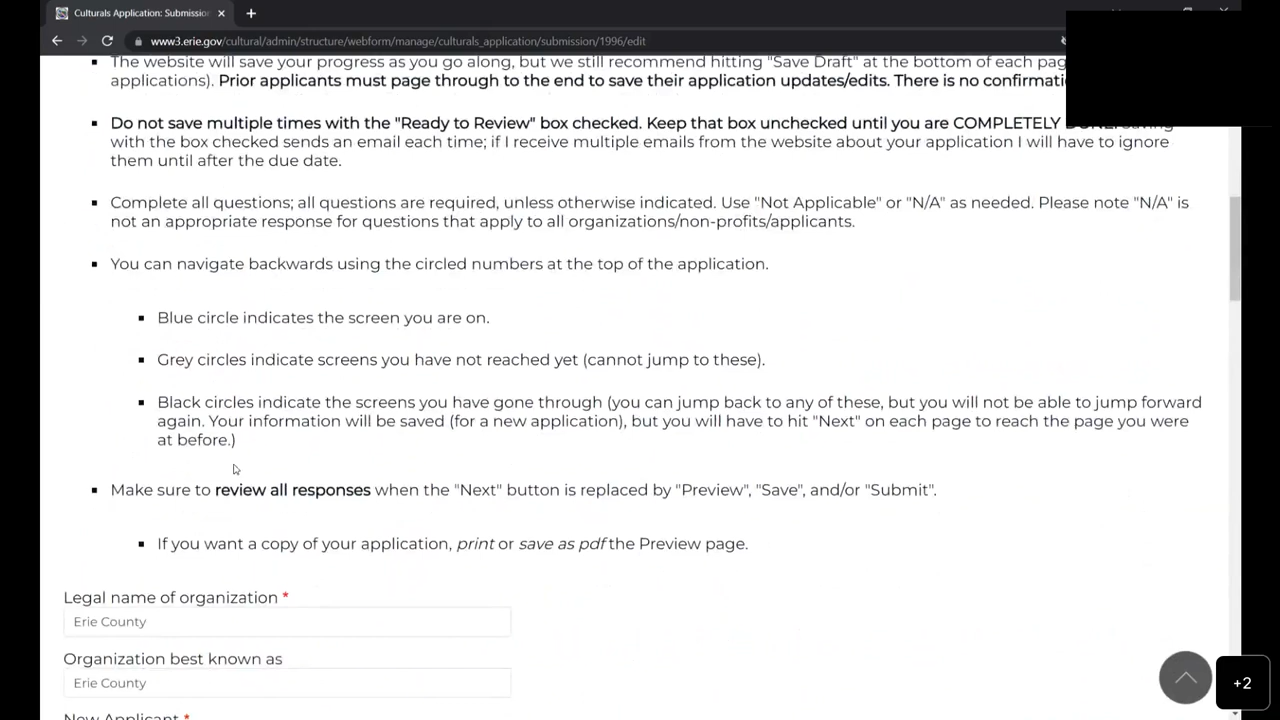 Culturals Application: Submissio
www3.erie.gov/cultural/admin/structure/webform/manage/culturals_application/submission/1996/edit
The website will save your progress as you go along, but we still recommend hitting "Save Draft" at the bottom of each pag
applications). Prior applicants must page through to the end to save their application updates/edits. There is no confirmati
Do not save multiple times with the "Ready to Review" box checked. Keep that box unchecked until you are COMPLETELY DONE. Saving
with the box checked sends an email each time; if I receive multiple emails from the website about your application I will have to ignore
them until after the due date.
Complete all questions; all questions are required, unless otherwise indicated. Use "Not Applicable" or "N/A" as needed. Please note "N/A" is
not an appropriate response for questions that apply to all organizations/non-profits/applicants.
You can navigate backwards using the circled numbers at the top of the application.
Blue circle indicates the screen you are on.
Grey circles indicate screens you have not reached yet (cannot jump to these).
Black circles indicate the screens you have gone through (you can jump back to any of these, but you will not be able to jump forward
again. Your information will be saved (for a new application), but you will have to hit "Next" on each page to reach the page you were
at before.)
Make sure to review all responses when the "Next" button is replaced by "Preview", "Save", and/or "Submit".
If you want a copy of your application, print or save as pdf the Preview page.
Legal name of organization *
Erie County
Organization best known as
Erie County
New Applicant *
+2